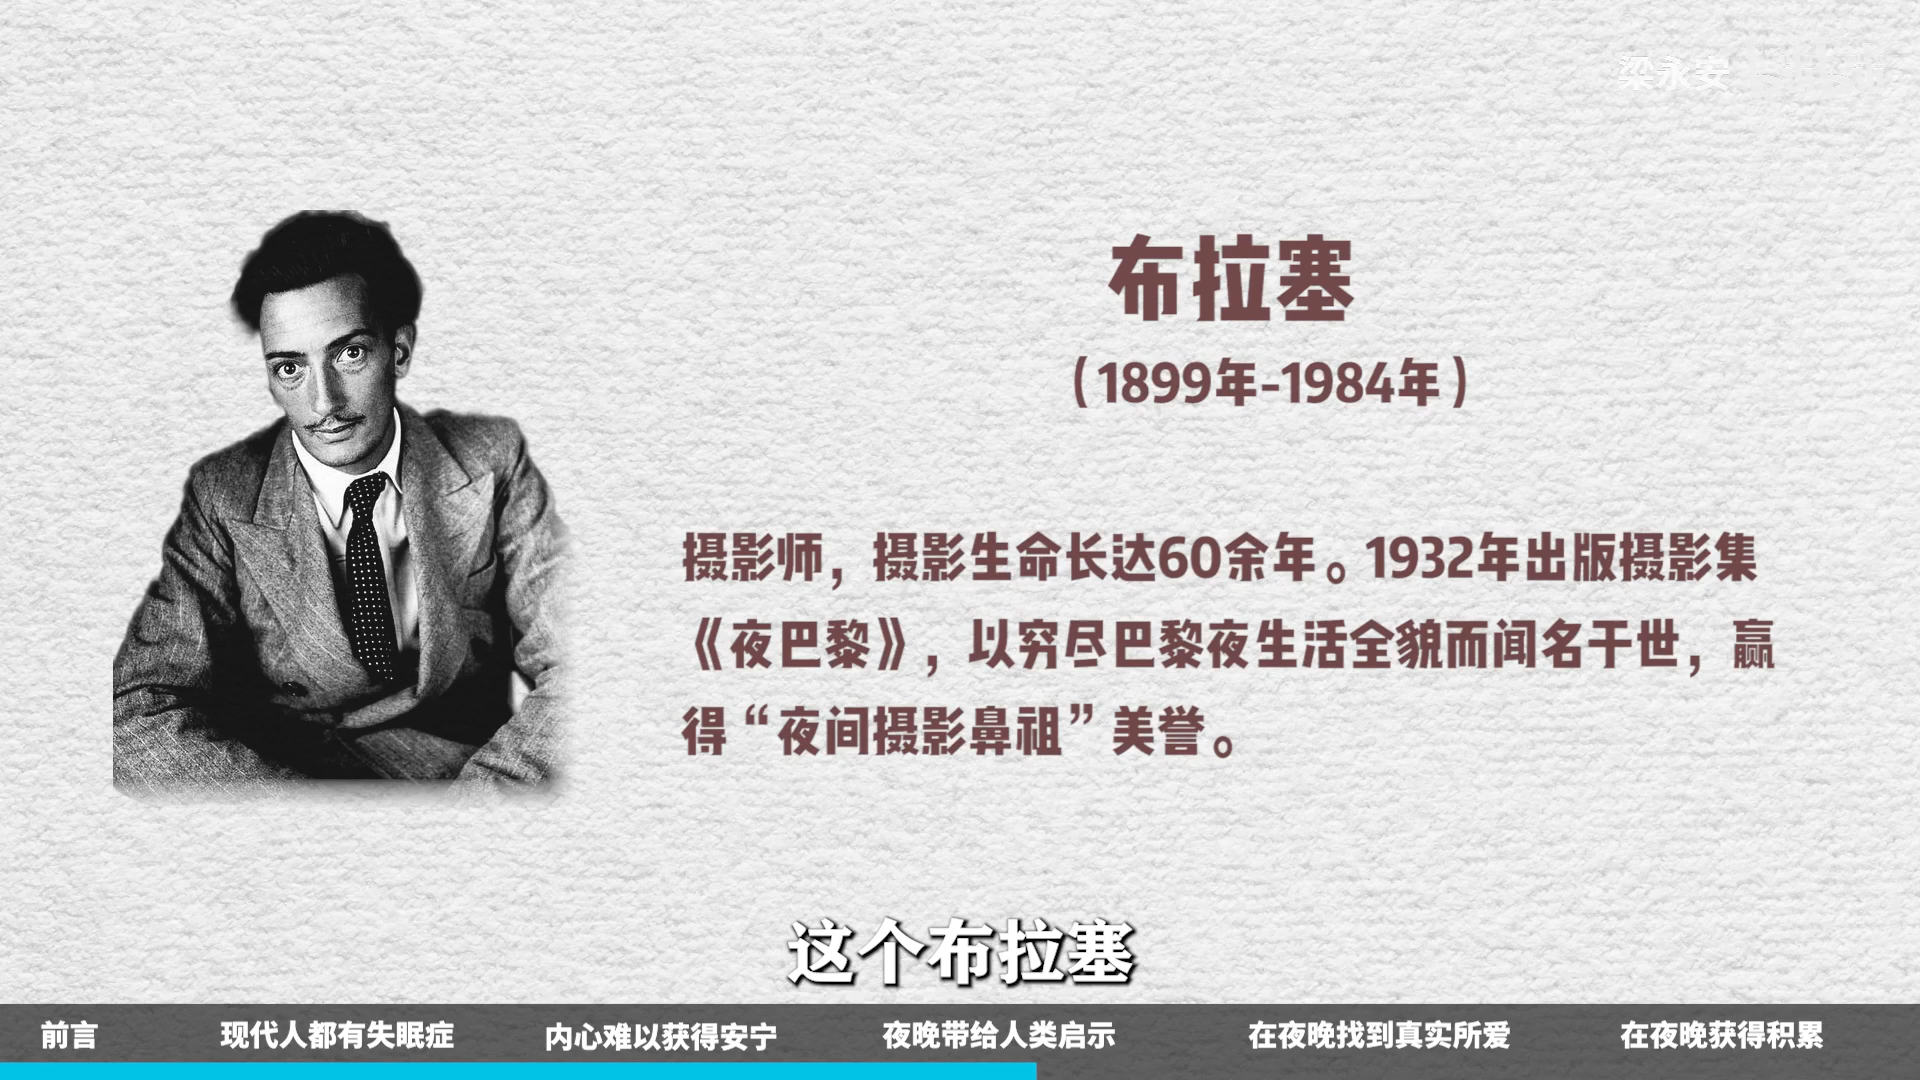 梁永安
布拉塞
（1899年-1984年）
摄影师，摄影生命长达60余年。1932年出版摄影集
《夜巴黎》，以穷尽巴黎夜生活全貌而闻名于世，赢
得“夜间摄影鼻祖”美誉。
这个布拉塞
前言
现代人都有失眠症
内心难以获得安宁
夜晚带给人类启示
在夜晚找到真实所爱
在夜晚获得积累